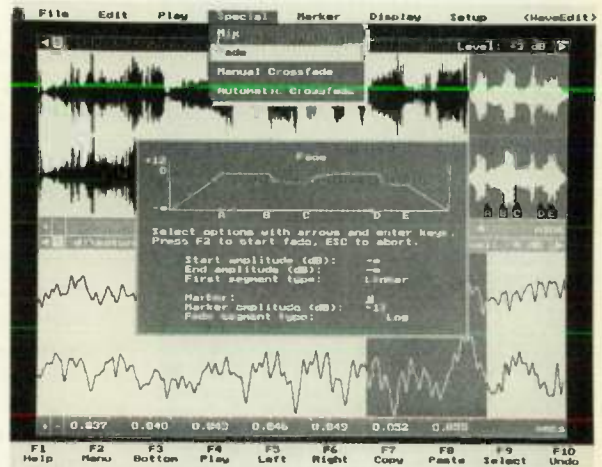 File Edit Play Special Marker Display Setup (WaveEdit)
Mix
Fade
Manual Crossfade
Automatic Crossfade
Level: -3 dB
Fade
+12
0
A B C D E
A B C D E
Select options with arrows and enter keys.
Press F2 to start fade, ESC to abort.
Start amplitude (dB):
End amplitude (dB):
First segment type: Linear
Marker:
Marker amplitude (dB):
Fade segment type: Log
+ - 0.837 0.840 0.843 0.846 0.849 0.852 0.855
F1 F2 F3 F4 F5 F6 F7 F8 F9 F10
Help Menu Bottom Play Left Right Copy Paste Select Undo